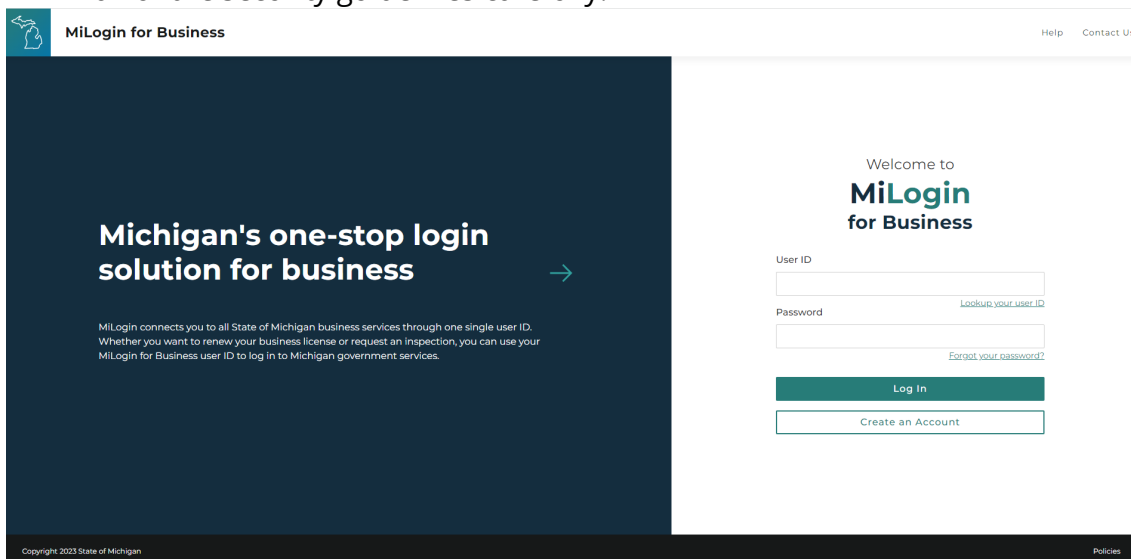 MiLogin for Business
Help Contact Us
Welcome to
MiLogin
for Business
Michigan's one-stop login
solution for business
User ID
Lookup your user ID
Password
MiLogin connects you to all State of Michigan business services through one single user ID.
Whether you want to renew your business license or request an inspection, you can use your
MiLogin for Business user ID to log in to Michigan government services.
Forgot your password?
Log In
Create an Account
Copyright 2023 State of Michigan
Policies